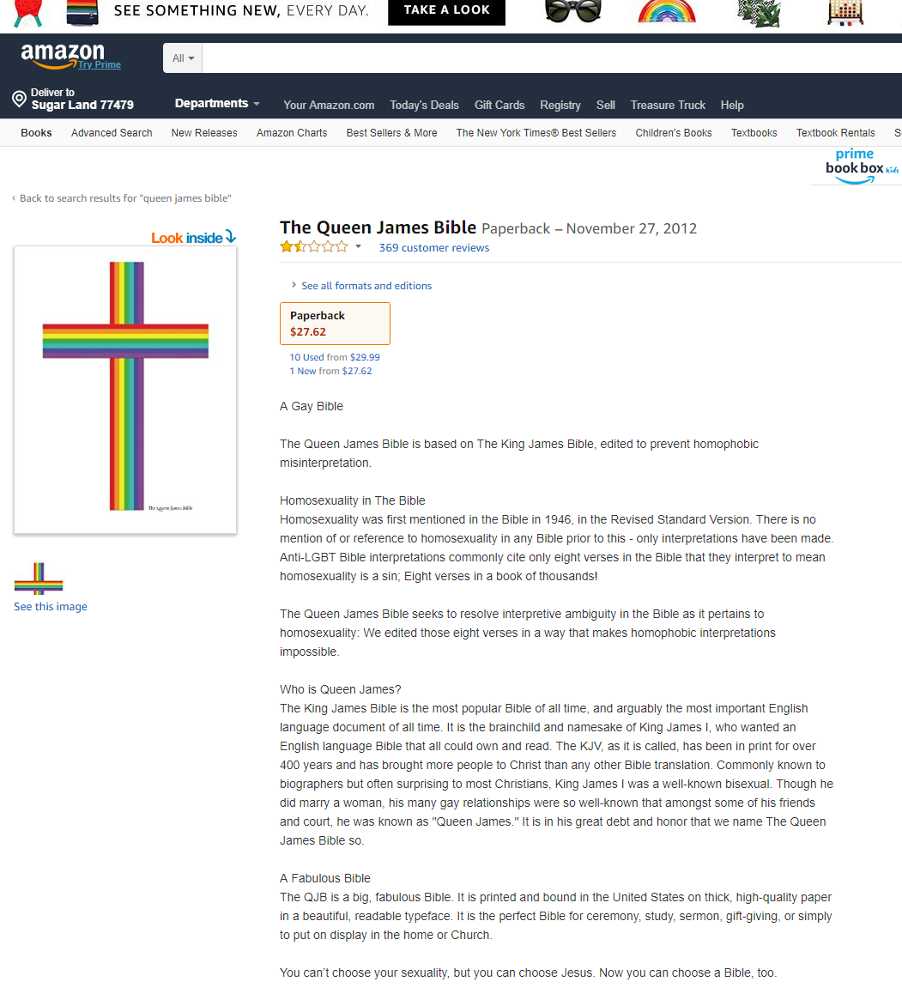 SEE SOMETHING NEW, EVERY DAY.
TAKE A LOOK
amazon
Try Prime
All
Deliver to
Sugar Land 77479
Departments
Your Amazon.com
Today's Deals
Gift Cards
Registry
Sell
Treasure Truck
Help
Books
Advanced Search
New Releases
Amazon Charts
Best Sellers & More
The New York Times® Best Sellers
Children's Books
Textbooks
Textbook Rentals
S
prime
book box kids
‹ Back to search results for "queen james bible"
Look inside
The Queen James Bible
See this image
The Queen James Bible Paperback – November 27, 2012
369 customer reviews
› See all formats and editions
Paperback
$27.62
10 Used from $29.99
1 New from $27.62
A Gay Bible
The Queen James Bible is based on The King James Bible, edited to prevent homophobic
misinterpretation.
Homosexuality in The Bible
Homosexuality was first mentioned in the Bible in 1946, in the Revised Standard Version. There is no
mention of or reference to homosexuality in any Bible prior to this - only interpretations have been made.
Anti-LGBT Bible interpretations commonly cite only eight verses in the Bible that they interpret to mean
homosexuality is a sin; Eight verses in a book of thousands!
The Queen James Bible seeks to resolve interpretive ambiguity in the Bible as it pertains to
homosexuality: We edited those eight verses in a way that makes homophobic interpretations
impossible.
Who is Queen James?
The King James Bible is the most popular Bible of all time, and arguably the most important English
language document of all time. It is the brainchild and namesake of King James I, who wanted an
English language Bible that all could own and read. The KJV, as it is called, has been in print for over
400 years and has brought more people to Christ than any other Bible translation. Commonly known to
biographers but often surprising to most Christians, King James I was a well-known bisexual. Though he
did marry a woman, his many gay relationships were so well-known that amongst some of his friends
and court, he was known as "Queen James." It is in his great debt and honor that we name The Queen
James Bible so.
A Fabulous Bible
The QJB is a big, fabulous Bible. It is printed and bound in the United States on thick, high-quality paper
in a beautiful, readable typeface. It is the perfect Bible for ceremony, study, sermon, gift-giving, or simply
to put on display in the home or Church.
You can't choose your sexuality, but you can choose Jesus. Now you can choose a Bible, too.